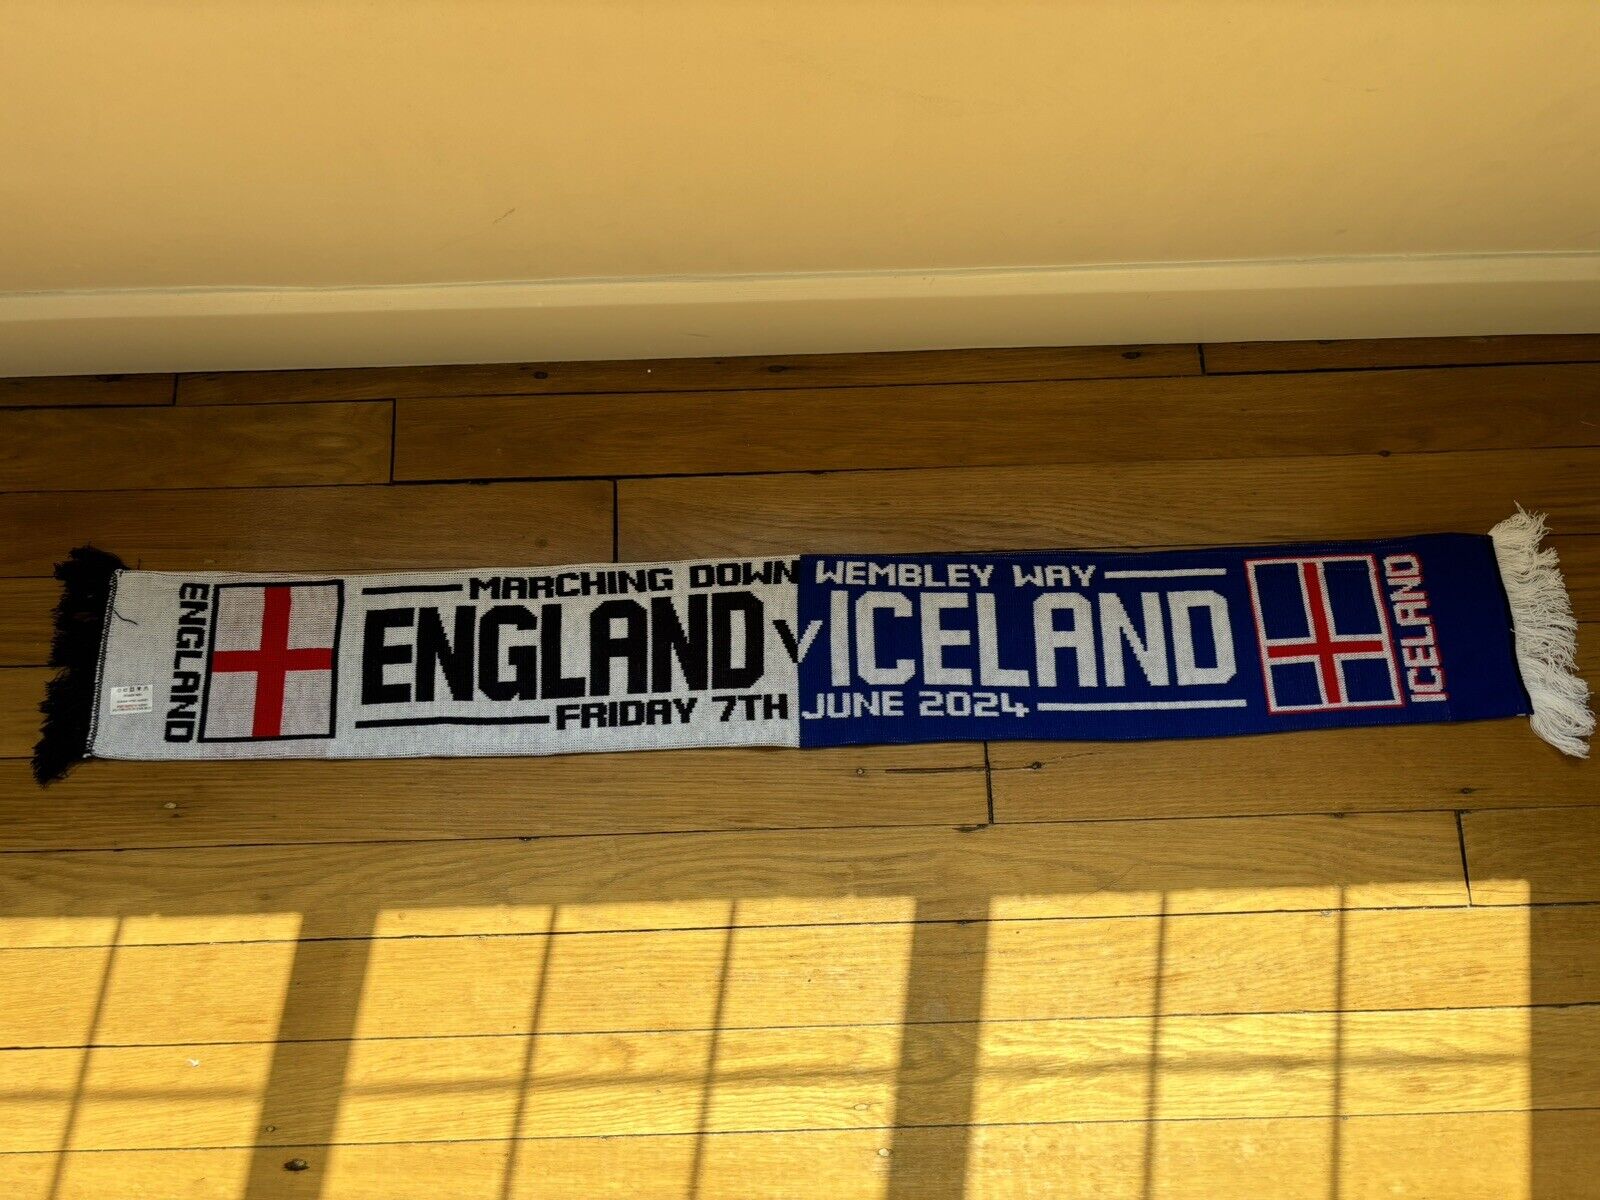 ENGLAND
MARCHING DOWN WEMBLEY WAY
ENGLAND V ICELAND
FRIDAY 7TH JUNE 2024
ICELAND